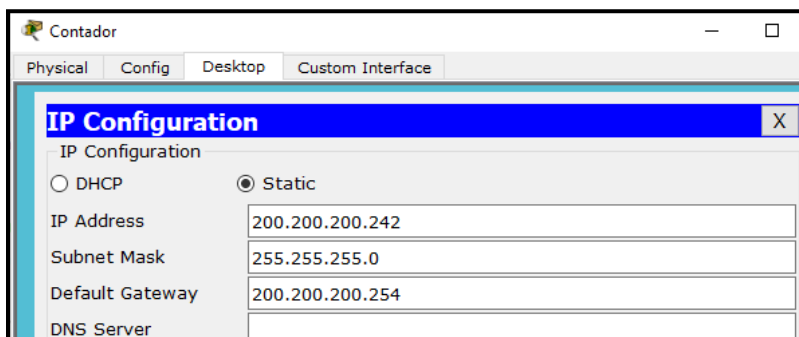 Contador
Physical Config Desktop Custom Interface
IP Configuration X
IP Configuration
DHCP Static
IP Address 200.200.200.242
Subnet Mask 255.255.255.0
Default Gateway 200.200.200.254
DNS Server